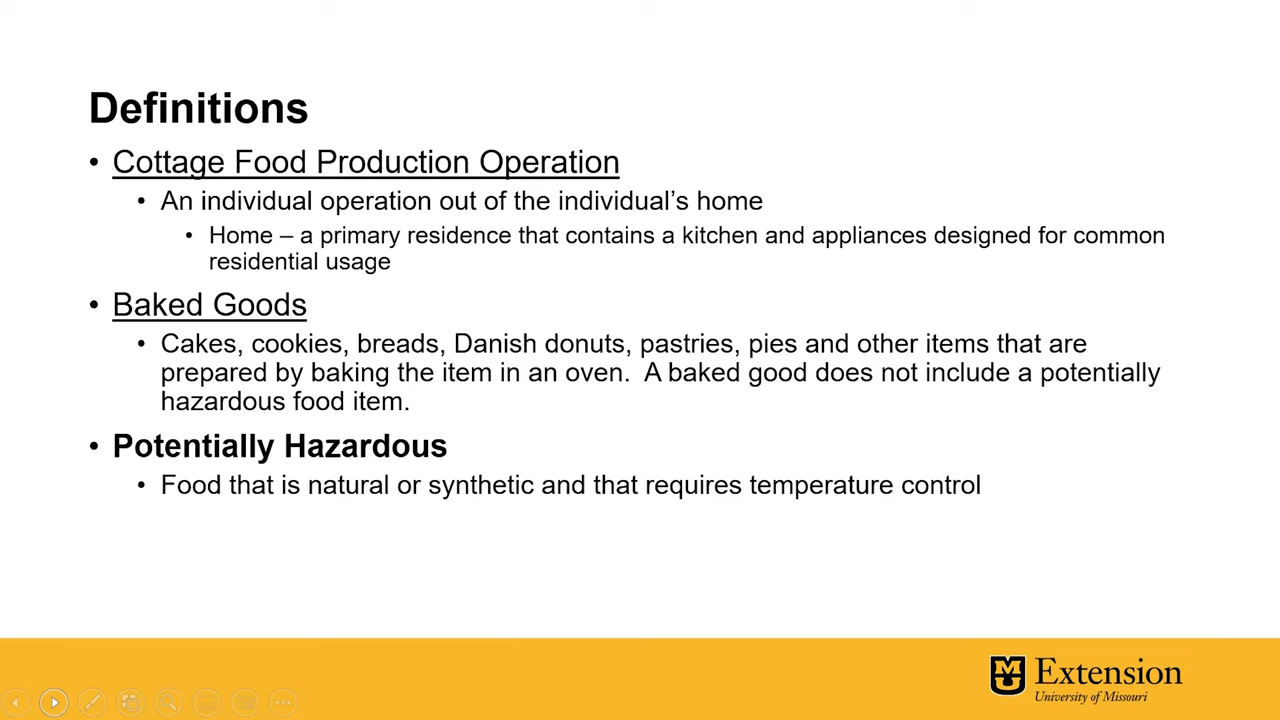 Definitions
• Cottage Food Production Operation
• An individual operation out of the individual's home
• Home – a primary residence that contains a kitchen and appliances designed for common
residential usage
• Baked Goods
• Cakes, cookies, breads, Danish donuts, pastries, pies and other items that are
prepared by baking the item in an oven.  A baked good does not include a potentially
hazardous food item.
• Potentially Hazardous
• Food that is natural or synthetic and that requires temperature control
MU Extension
University of Missouri